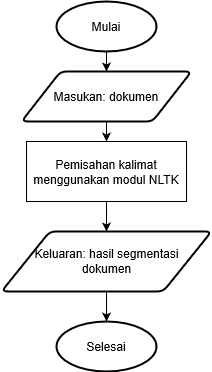 Mulai
Masukan: dokumen
Pemisahan kalimat
menggunakan modul NLTK
Keluaran: hasil segmentasi
dokumen
Selesai